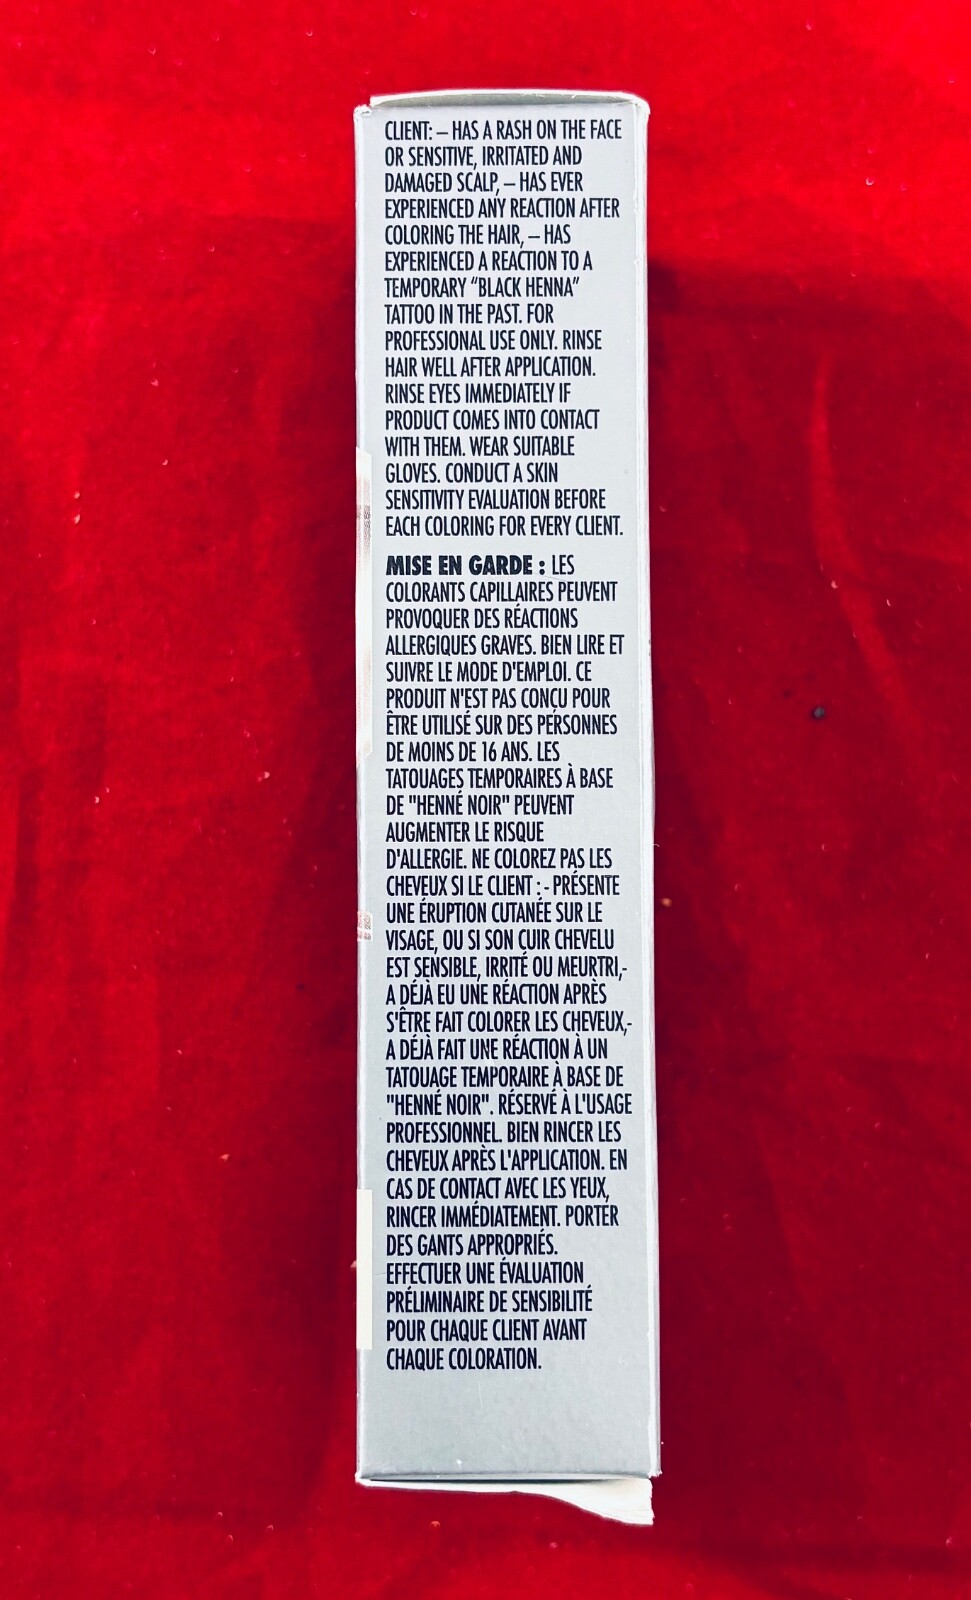 CLIENT: – HAS A RASH ON THE FACE
OR SENSITIVE, IRRITATED AND
DAMAGED SCALP, – HAS EVER
EXPERIENCED ANY REACTION AFTER
COLORING THE HAIR, – HAS
EXPERIENCED A REACTION TO A
TEMPORARY “BLACK HENNA”
TATTOO IN THE PAST. FOR
PROFESSIONAL USE ONLY. RINSE
HAIR WELL AFTER APPLICATION.
RINSE EYES IMMEDIATELY IF
PRODUCT COMES INTO CONTACT
WITH THEM. WEAR SUITABLE
GLOVES. CONDUCT A SKIN
SENSITIVITY EVALUATION BEFORE
EACH COLORING FOR EVERY CLIENT.
MISE EN GARDE : LES
COLORANTS CAPILLAIRES PEUVENT
PROVOQUER DES RÉACTIONS
ALLERGIQUES GRAVES. BIEN LIRE ET
SUIVRE LE MODE D'EMPLOI. CE
PRODUIT N'EST PAS CONÇU POUR
ÊTRE UTILISÉ SUR DES PERSONNES
DE MOINS DE 16 ANS. LES
TATOUAGES TEMPORAIRES À BASE
DE "HENNÉ NOIR" PEUVENT
AUGMENTER LE RISQUE
D'ALLERGIE. NE COLOREZ PAS LES
CHEVEUX SI LE CLIENT : - PRÉSENTE
UNE ÉRUPTION CUTANÉE SUR LE
VISAGE, OU SI SON CUIR CHEVELU
EST SENSIBLE, IRRITÉ OU MEURTRI,-
A DÉJÀ EU UNE RÉACTION APRÈS
S'ÊTRE FAIT COLORER LES CHEVEUX,-
A DÉJÀ FAIT UNE RÉACTION À UN
TATOUAGE TEMPORAIRE À BASE DE
"HENNÉ NOIR". RÉSERVÉ À L'USAGE
PROFESSIONNEL. BIEN RINCER LES
CHEVEUX APRÈS L'APPLICATION. EN
CAS DE CONTACT AVEC LES YEUX,
RINCER IMMÉDIATEMENT. PORTER
DES GANTS APPROPRIÉS.
EFFECTUER UNE ÉVALUATION
PRÉLIMINAIRE DE SENSIBILITÉ
POUR CHAQUE CLIENT AVANT
CHAQUE COLORATION.